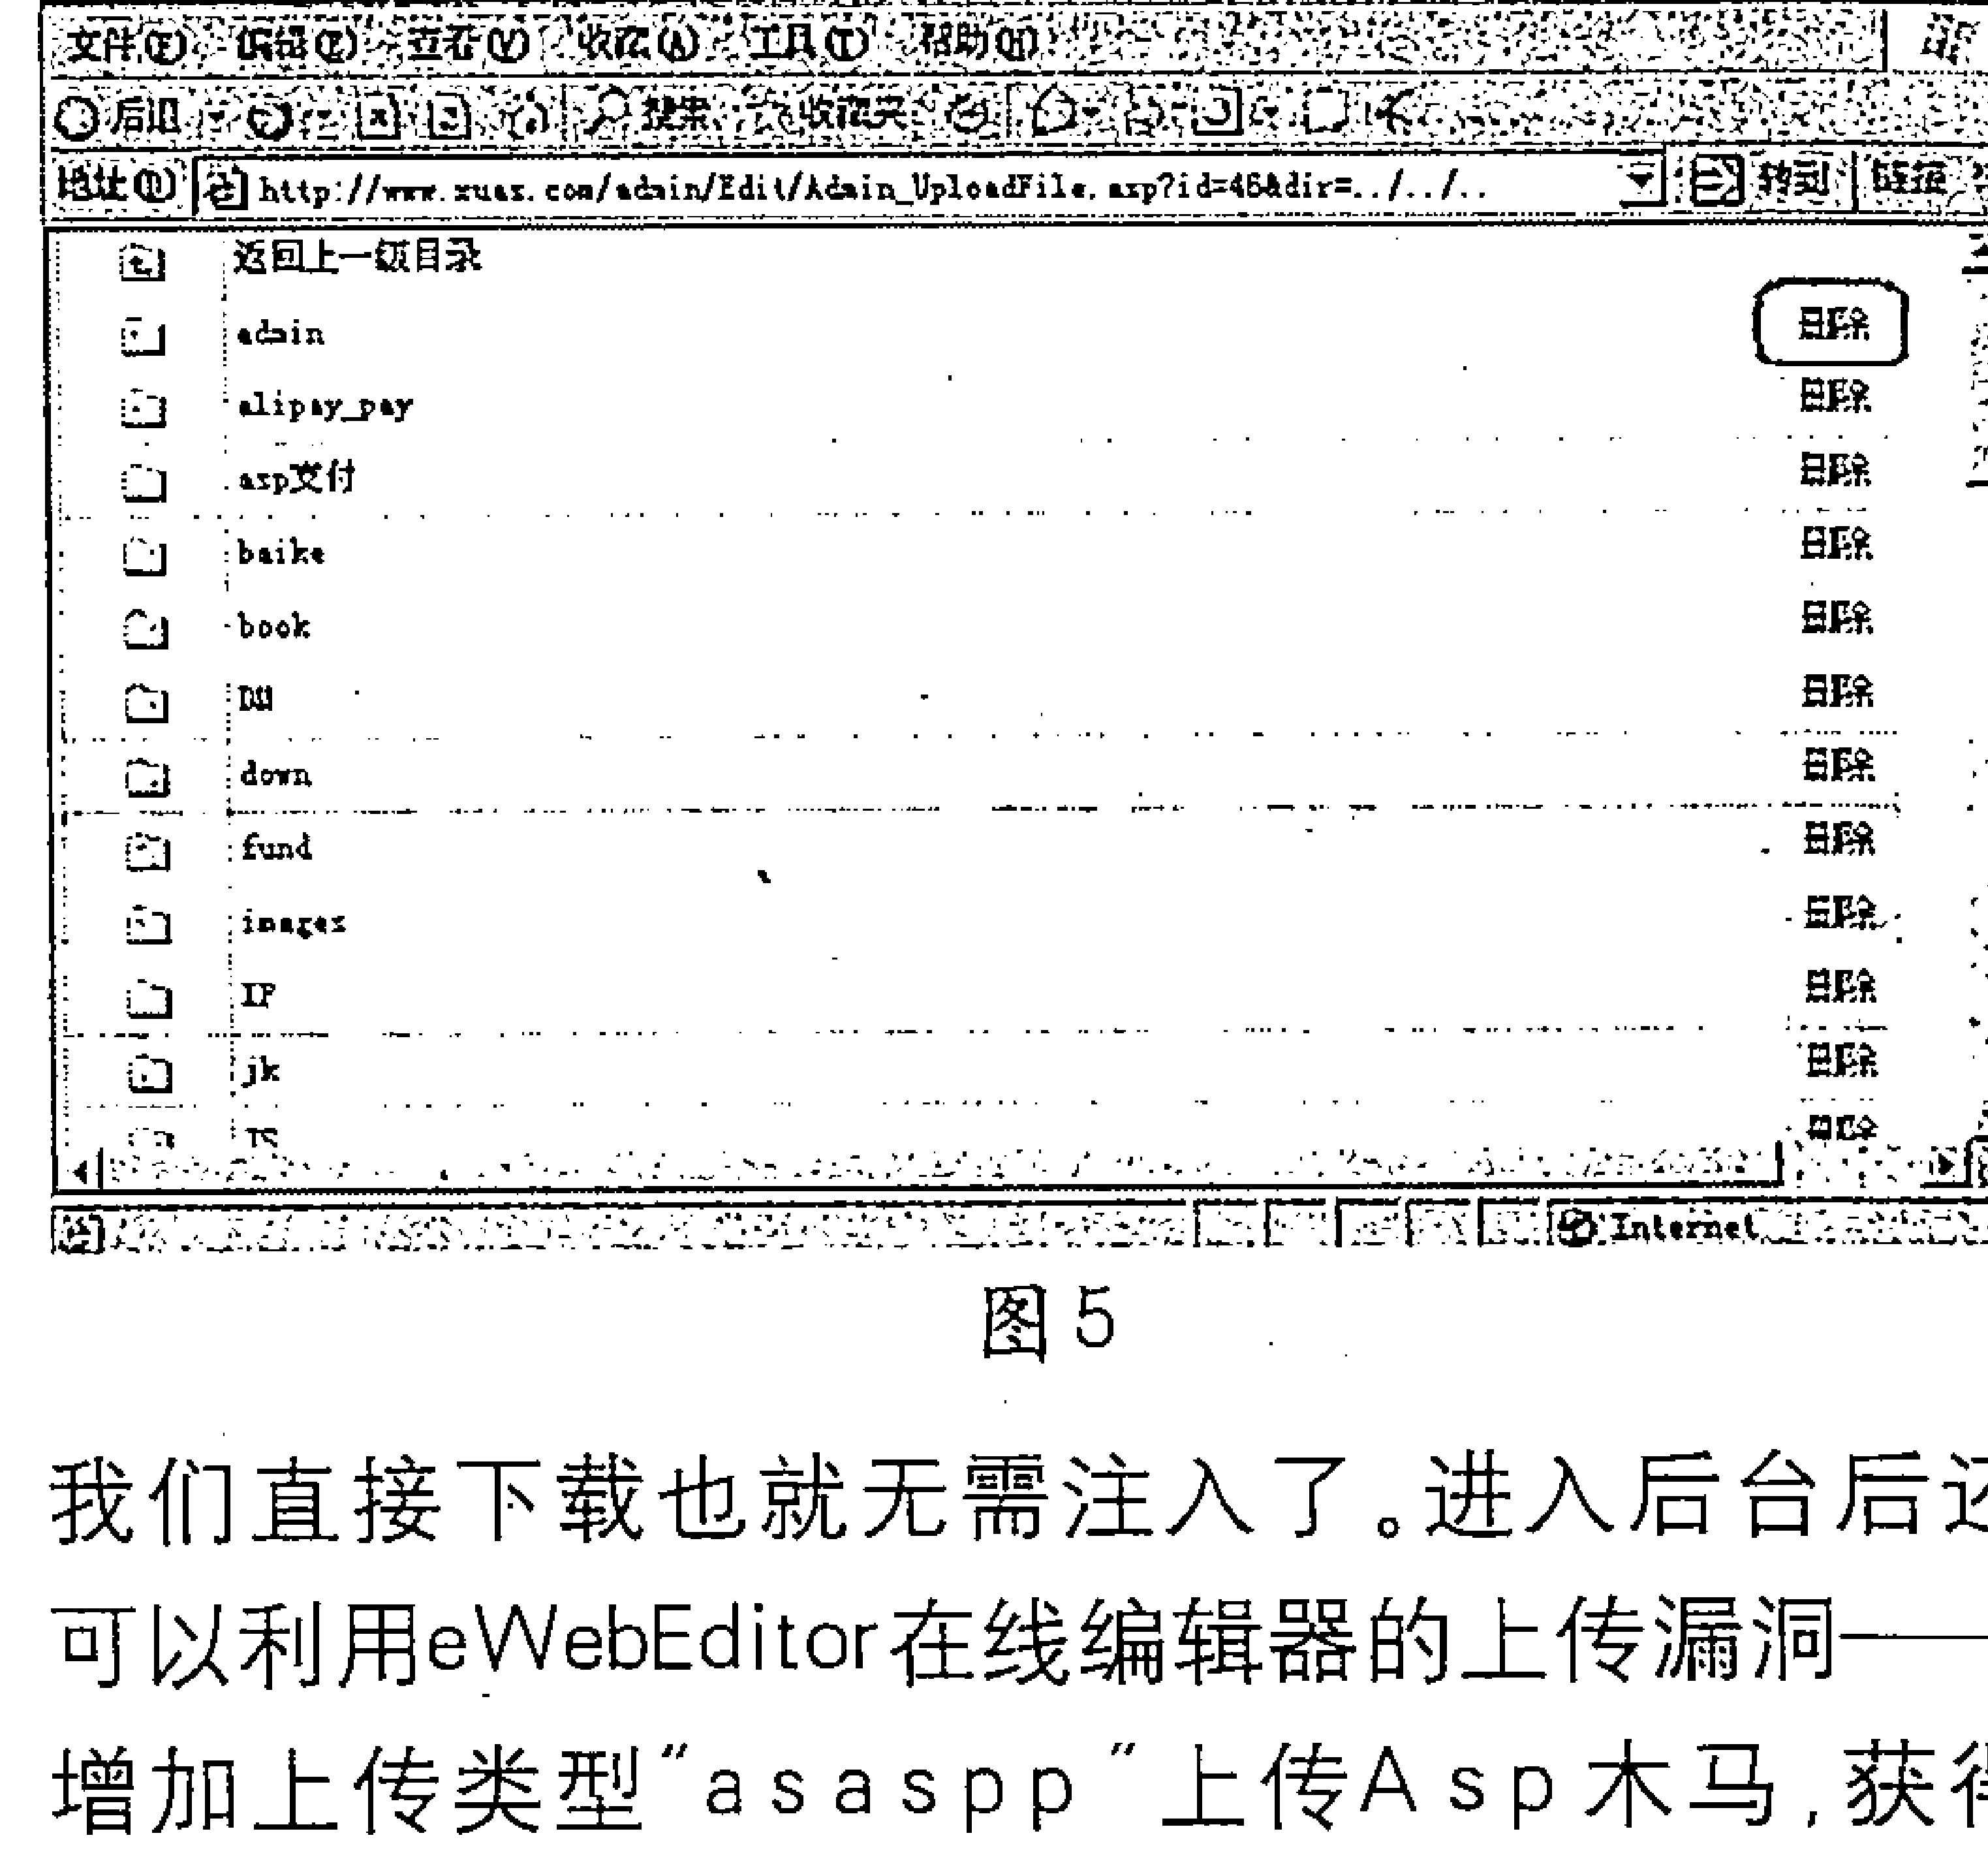 文件(F) 编辑(E) 查看(V) 收藏(A) 工具(T) 帮助(H)
后退 搜索 收藏夹
地址(D) http://www.xuas.com/admin/Edit/Admin_UploadFile.asp?id=46&dir=../../.. 转到 链接
返回上一级目录
admin 删除
alipay_pay 删除
asp支付 删除
baike 删除
book 删除
删除
down 删除
fund 删除
images 删除
IP 删除
jk 删除
JS 删除
Internet
图5
我们直接下载也就无需注入了。进入后台后还
可以利用eWebEditor在线编辑器的上传漏洞——
增加上传类型"asaspp"上传Asp木马,获得